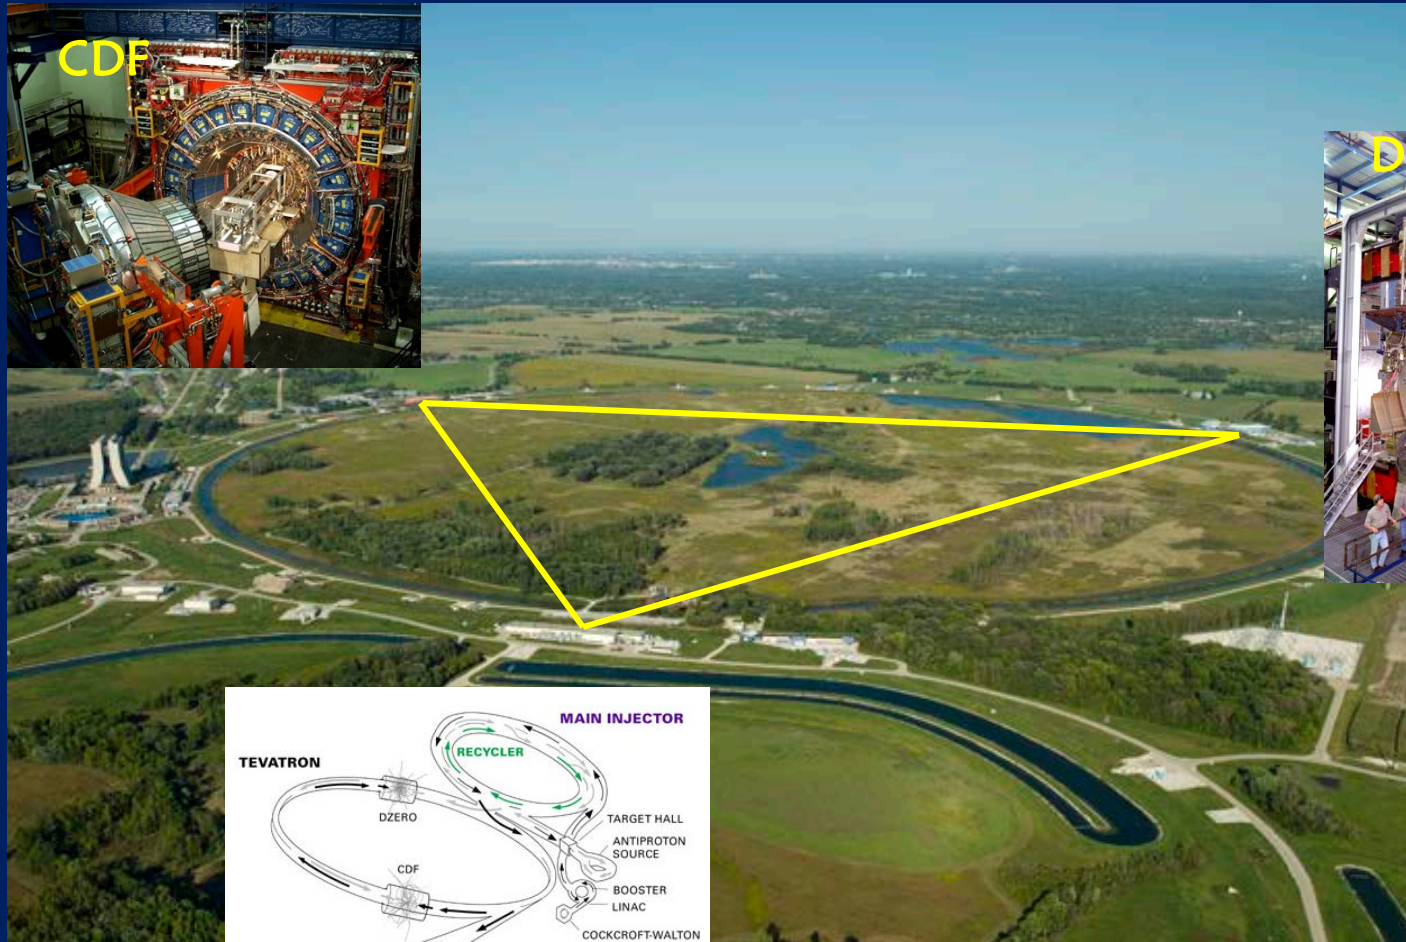 CDF
D
MAIN INJECTOR
RECYCLER
TEVATRON
DZERO
TARGET HALL
ANTIPROTON
SOURCE
CDF
BOOSTER
LINAC
COCKCROFT-WALTON